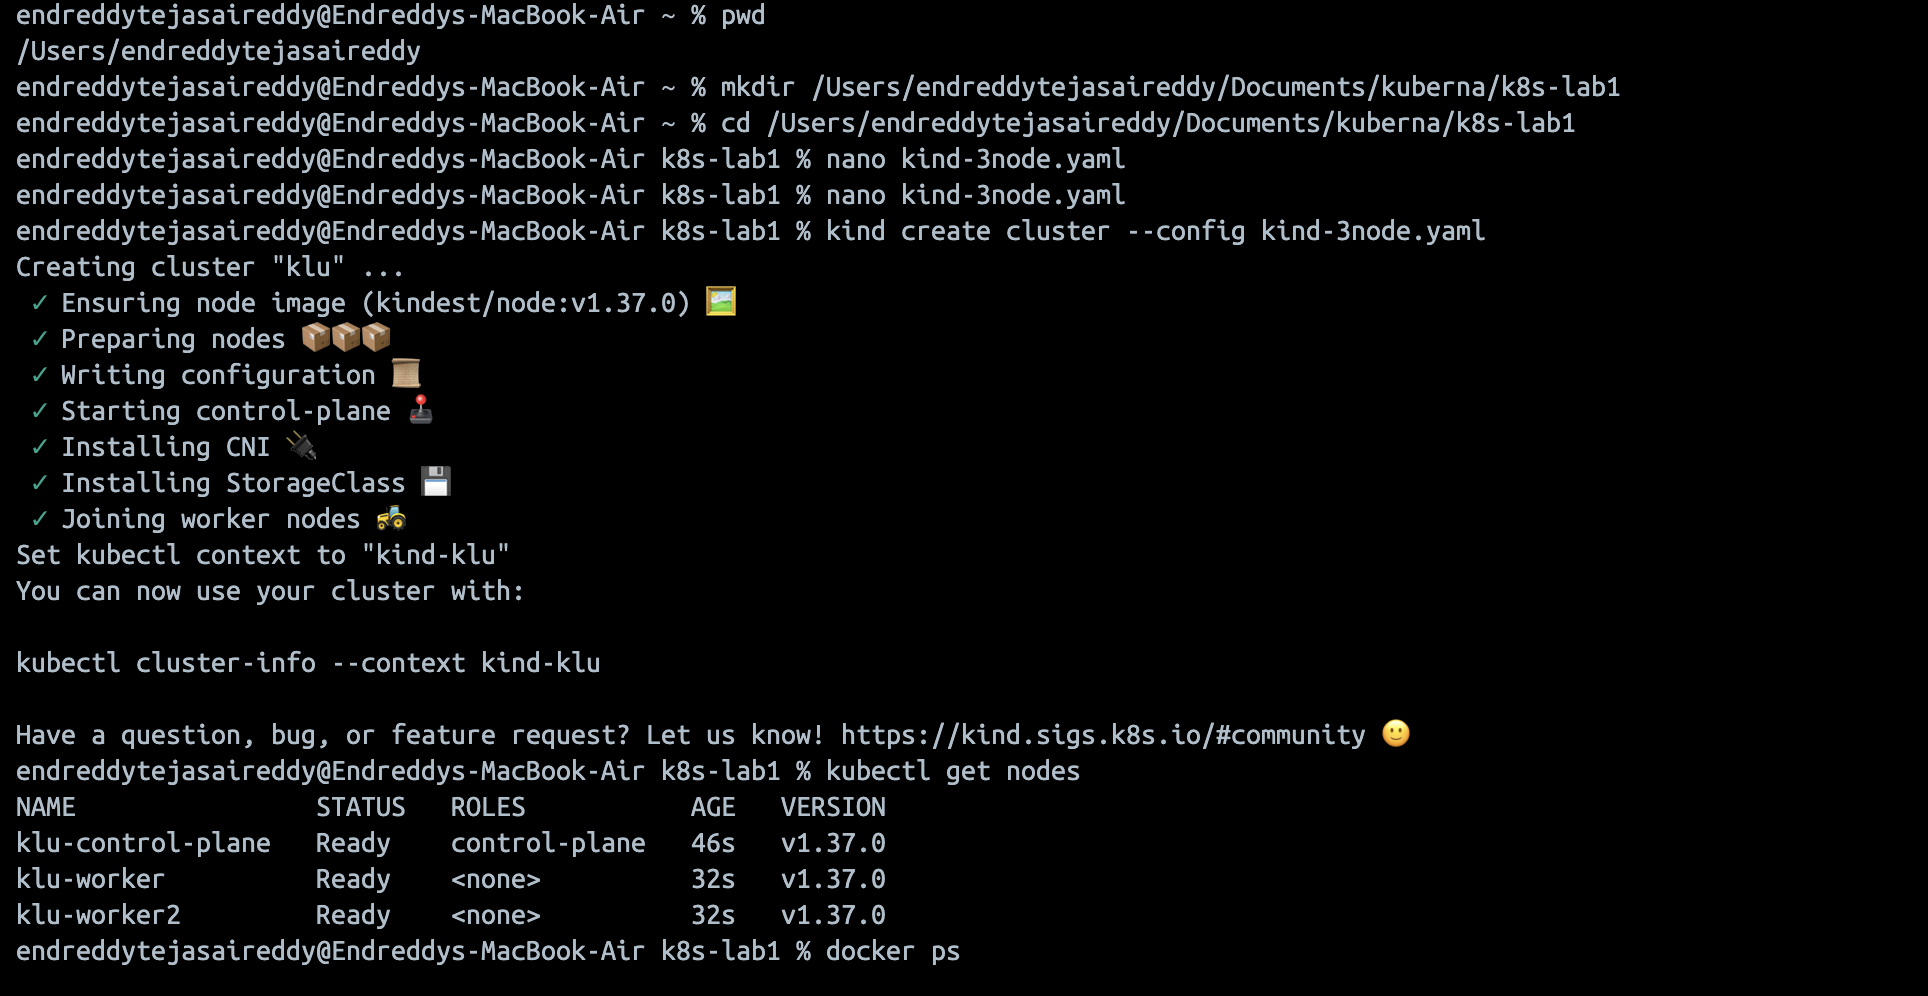 endreddytejasaireddy@Endreddys-MacBook-Air ~ % pwd
/Users/endreddytejasaireddy
endreddytejasaireddy@Endreddys-MacBook-Air ~ % mkdir /Users/endreddytejasaireddy/Documents/kuberna/k8s-lab1
endreddytejasaireddy@Endreddys-MacBook-Air ~ % cd /Users/endreddytejasaireddy/Documents/kuberna/k8s-lab1
endreddytejasaireddy@Endreddys-MacBook-Air k8s-lab1 % nano kind-3node.yaml
endreddytejasaireddy@Endreddys-MacBook-Air k8s-lab1 % nano kind-3node.yaml
endreddytejasaireddy@Endreddys-MacBook-Air k8s-lab1 % kind create cluster --config kind-3node.yaml
Creating cluster "klu" ...
 ✓ Ensuring node image (kindest/node:v1.37.0) 🖼
 ✓ Preparing nodes 📦📦📦
 ✓ Writing configuration 📜
 ✓ Starting control-plane 🕹
 ✓ Installing CNI 🔌
 ✓ Installing StorageClass 💾
 ✓ Joining worker nodes 🚜
Set kubectl context to "kind-klu"
You can now use your cluster with:

kubectl cluster-info --context kind-klu

Have a question, bug, or feature request? Let us know! https://kind.sigs.k8s.io/#community 🙂
endreddytejasaireddy@Endreddys-MacBook-Air k8s-lab1 % kubectl get nodes
NAME                STATUS   ROLES           AGE   VERSION
klu-control-plane   Ready    control-plane   46s   v1.37.0
klu-worker          Ready    <none>          32s   v1.37.0
klu-worker2         Ready    <none>          32s   v1.37.0
endreddytejasaireddy@Endreddys-MacBook-Air k8s-lab1 % docker ps